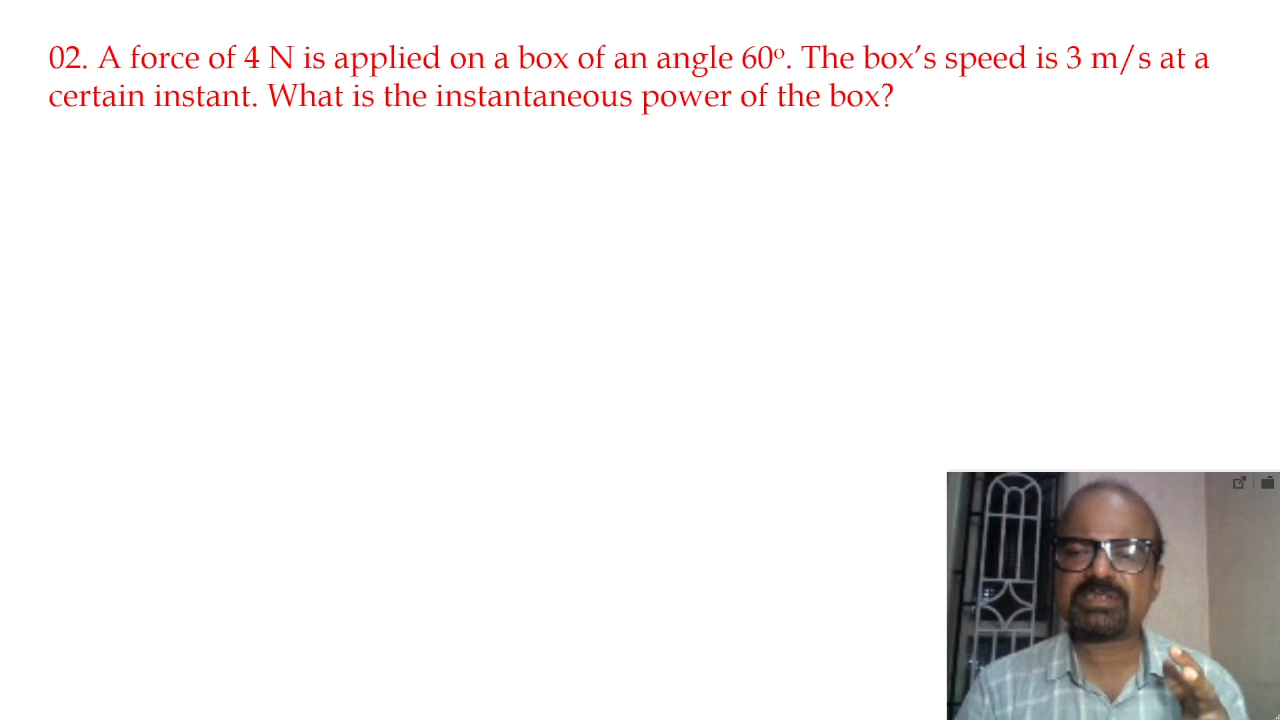 02. A force of 4 N is applied on a box of an angle 60º. The box’s speed is 3 m/s at a
certain instant. What is the instantaneous power of the box?